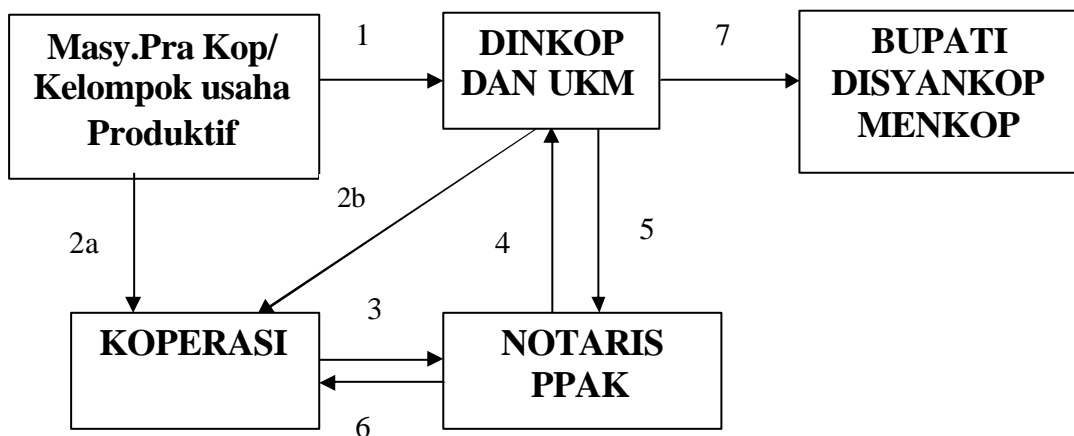 Masy.Pra Kop/
Kelompok usaha
Produktif
1
DINKOP
DAN UKM
7
BUPATI
DISYANKOP
MENKOP
2a
2b
4
5
KOPERASI
3
6
NOTARIS
PPAK